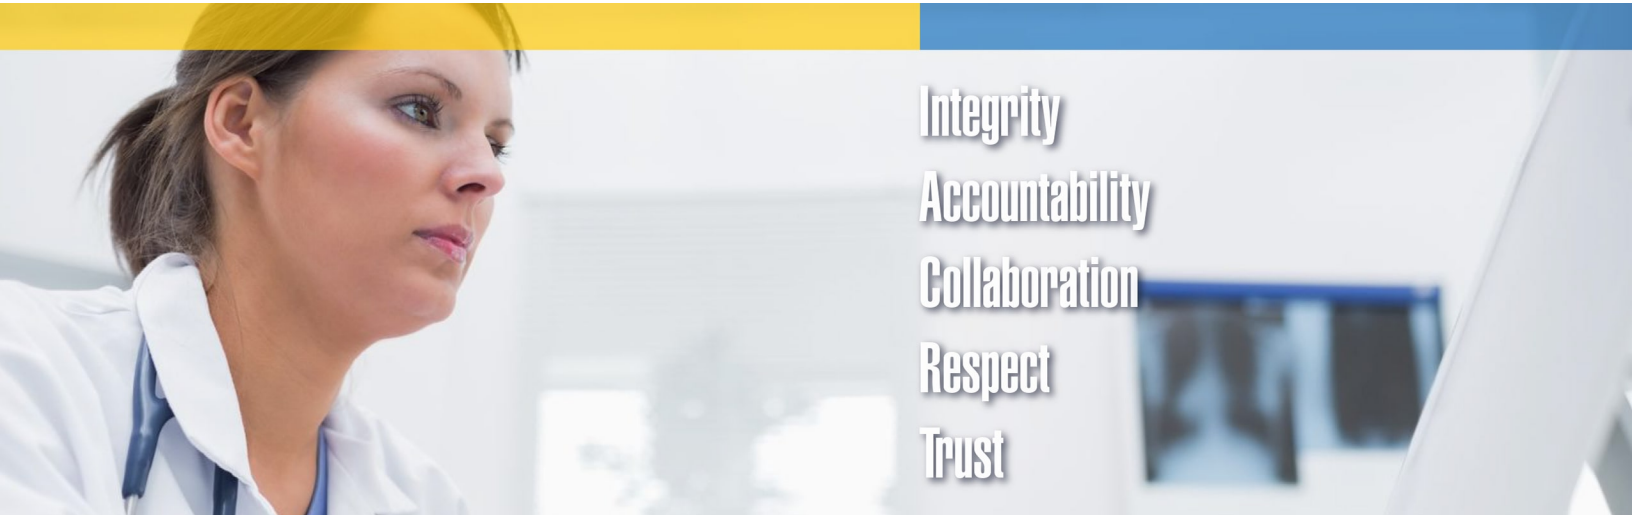 Integrity
Accountability
Collaboration
Respect
Trust